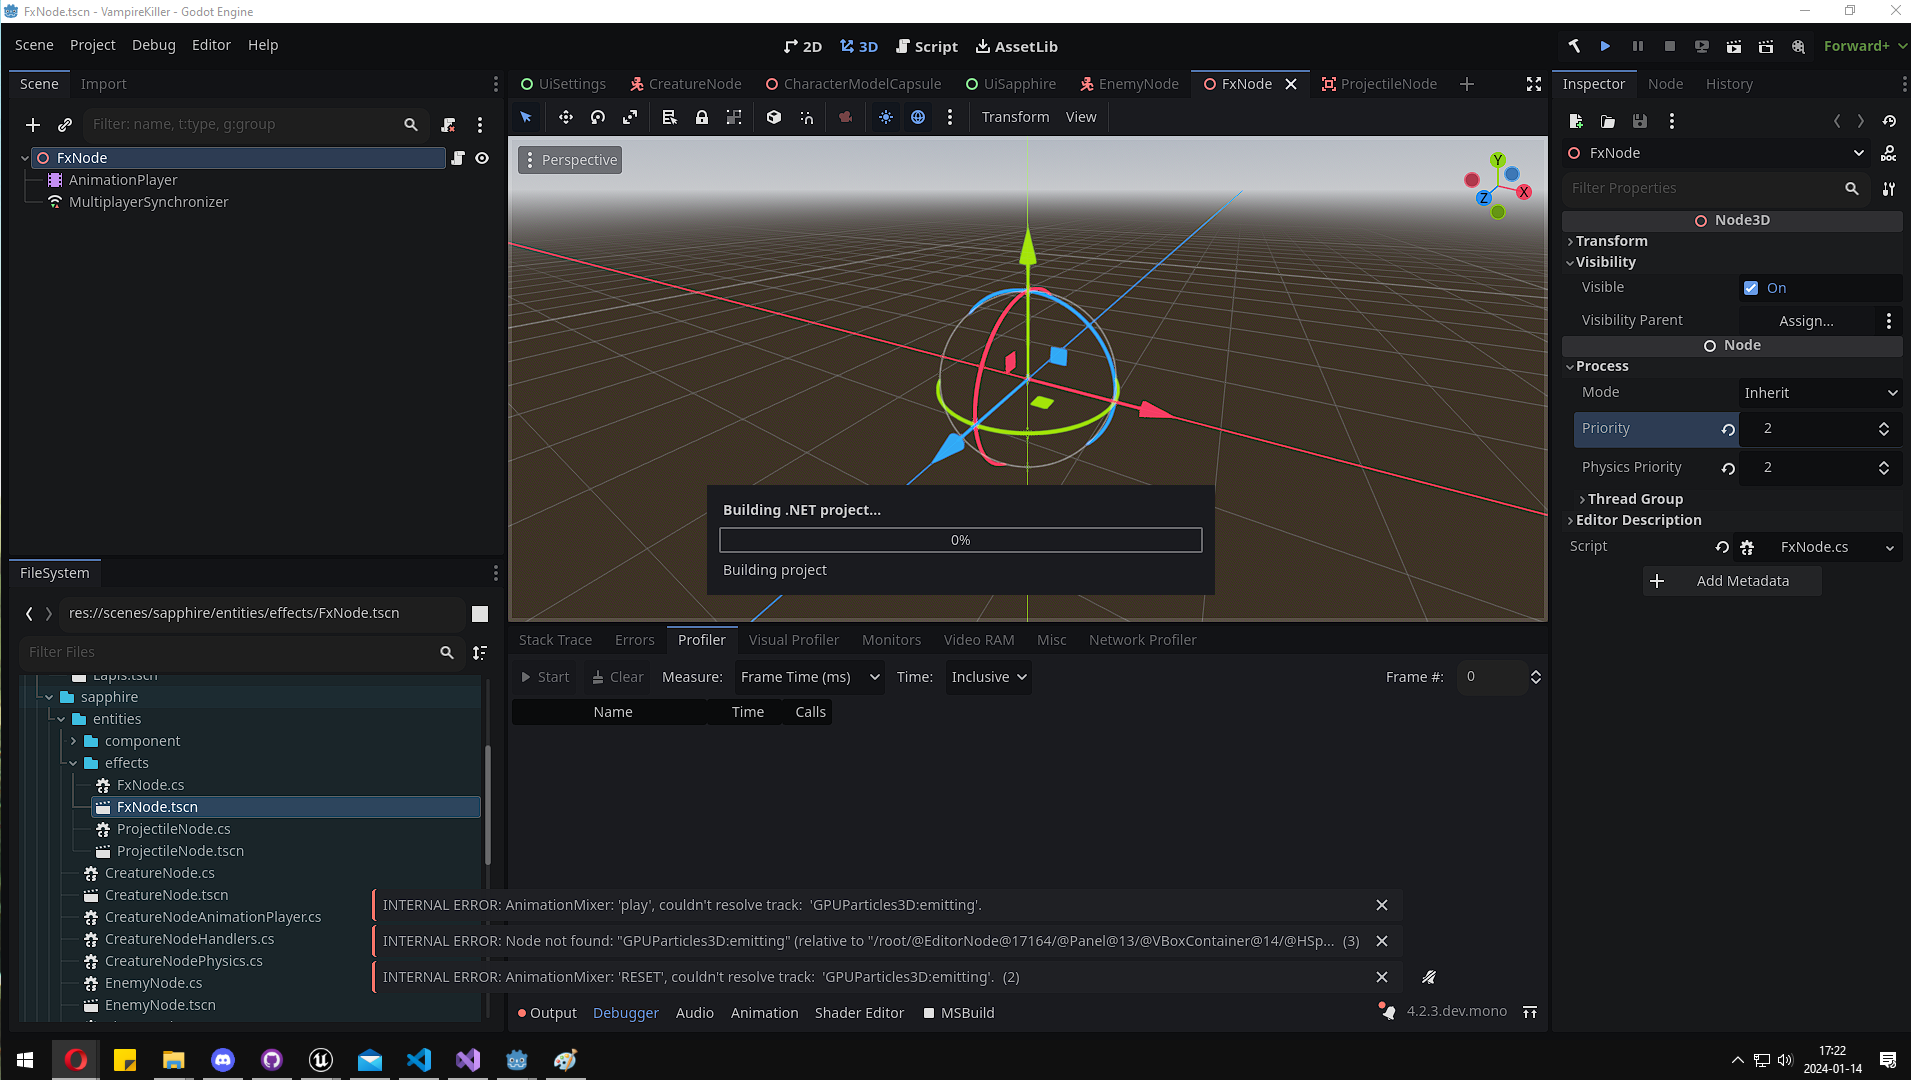 FxNode.tscn - VampireKiller - Godot Engine
Scene Project Debug Editor Help
2D 3D Script AssetLib
Forward+
Scene Import
Filter: name, t:type, g:group
FxNode
AnimationPlayer
MultiplayerSynchronizer
UiSettings CreatureNode CharacterModelCapsule UiSapphire EnemyNode FxNode ProjectileNode
Transform View
Perspective
Y
X
Z
Building .NET project...
0%
Building project
Inspector Node History
FxNode
Filter Properties
Node3D
Transform
Visibility
Visible On
Visibility Parent Assign...
Node
Process
Mode Inherit
Priority 2
Physics Priority 2
Thread Group
Editor Description
Script FxNode.cs
Add Metadata
FileSystem
res://scenes/sapphire/entities/effects/FxNode.tscn
Filter Files
Lapis.tscn
sapphire
entities
component
effects
FxNode.cs
FxNode.tscn
ProjectileNode.cs
ProjectileNode.tscn
CreatureNode.cs
CreatureNode.tscn
CreatureNodeAnimationPlayer.cs
CreatureNodeHandlers.cs
CreatureNodePhysics.cs
EnemyNode.cs
EnemyNode.tscn
Stack Trace Errors Profiler Visual Profiler Monitors Video RAM Misc Network Profiler
Start Clear Measure: Frame Time (ms) Time: Inclusive Frame #: 0
Name Time Calls
INTERNAL ERROR: AnimationMixer: 'play', couldn't resolve track:  'GPUParticles3D:emitting'.
INTERNAL ERROR: Node not found: "GPUParticles3D:emitting" (relative to "/root/@EditorNode@17164/@Panel@13/@VBoxContainer@14/@HSp... (3)
INTERNAL ERROR: AnimationMixer: 'RESET', couldn't resolve track:  'GPUParticles3D:emitting'. (2)
Output Debugger Audio Animation Shader Editor MSBuild
4.2.3.dev.mono
17:22
2024-01-14